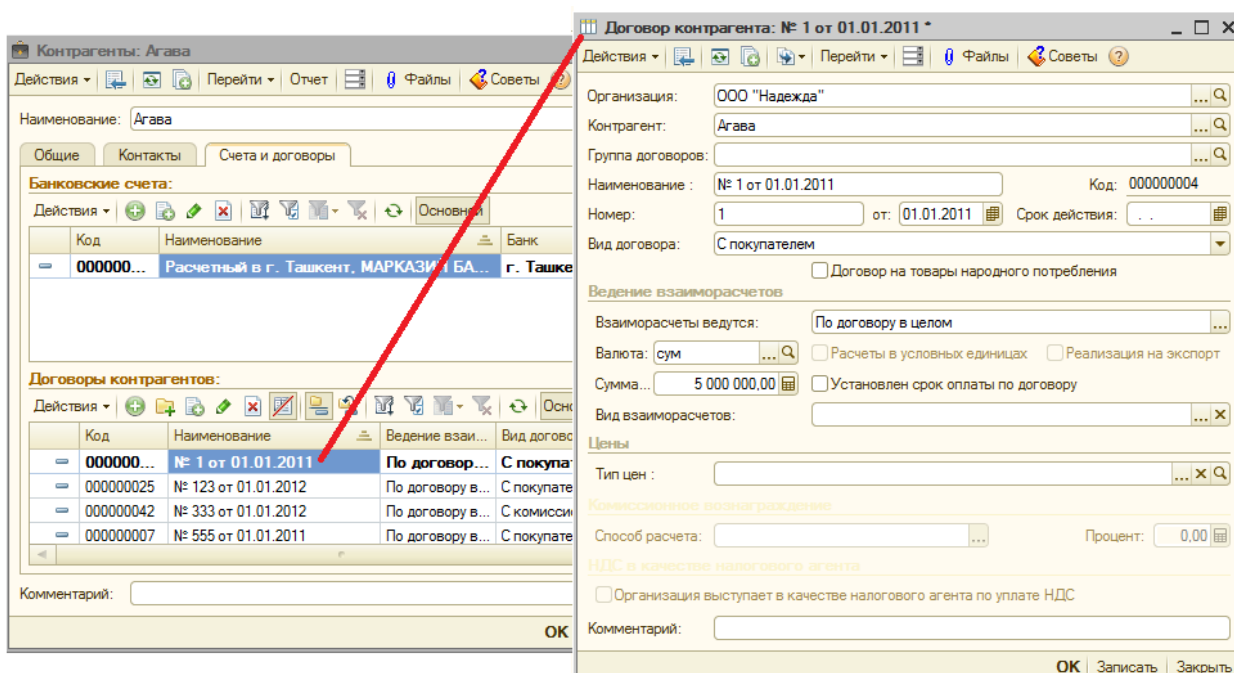 Контрагенты: Агава
Действия Перейти Отчет Файлы Советы
Наименование: Агава
Общие Контакты Счета и договоры
Банковские счета:
Действия Основной
Код Наименование Банк
000000... Расчетный в г. Ташкент, МАРКАЗИЙ БА... г. Ташке
Договоры контрагентов:
Действия Осно
Код Наименование Ведение взаи... Вид догово
000000... № 1 от 01.01.2011 По договор... С покупат
000000025 № 123 от 01.01.2012 По договору в... С покупате
000000042 № 333 от 01.01.2012 По договору в... С комисси
000000007 № 555 от 01.01.2011 По договору в... С покупате
Комментарий:
OK
Договор контрагента: № 1 от 01.01.2011 *
Действия Перейти Файлы Советы
Организация: ООО "Надежда"
Контрагент: Агава
Группа договоров:
Наименование : № 1 от 01.01.2011 Код: 000000004
Номер: 1 от: 01.01.2011 Срок действия: . .
Вид договора: С покупателем
Договор на товары народного потребления
Ведение взаиморасчетов
Взаиморасчеты ведутся: По договору в целом
Валюта: сум Расчеты в условных единицах Реализация на экспорт
Сумма... 5 000 000,00 Установлен срок оплаты по договору
Вид взаиморасчетов:
Цены
Тип цен :
Комиссионное вознаграждение
Способ расчета: Процент: 0,00
НДС в качестве налогового агента
Организация выступает в качестве налогового агента по уплате НДС
Комментарий:
OK Записать Закрыть